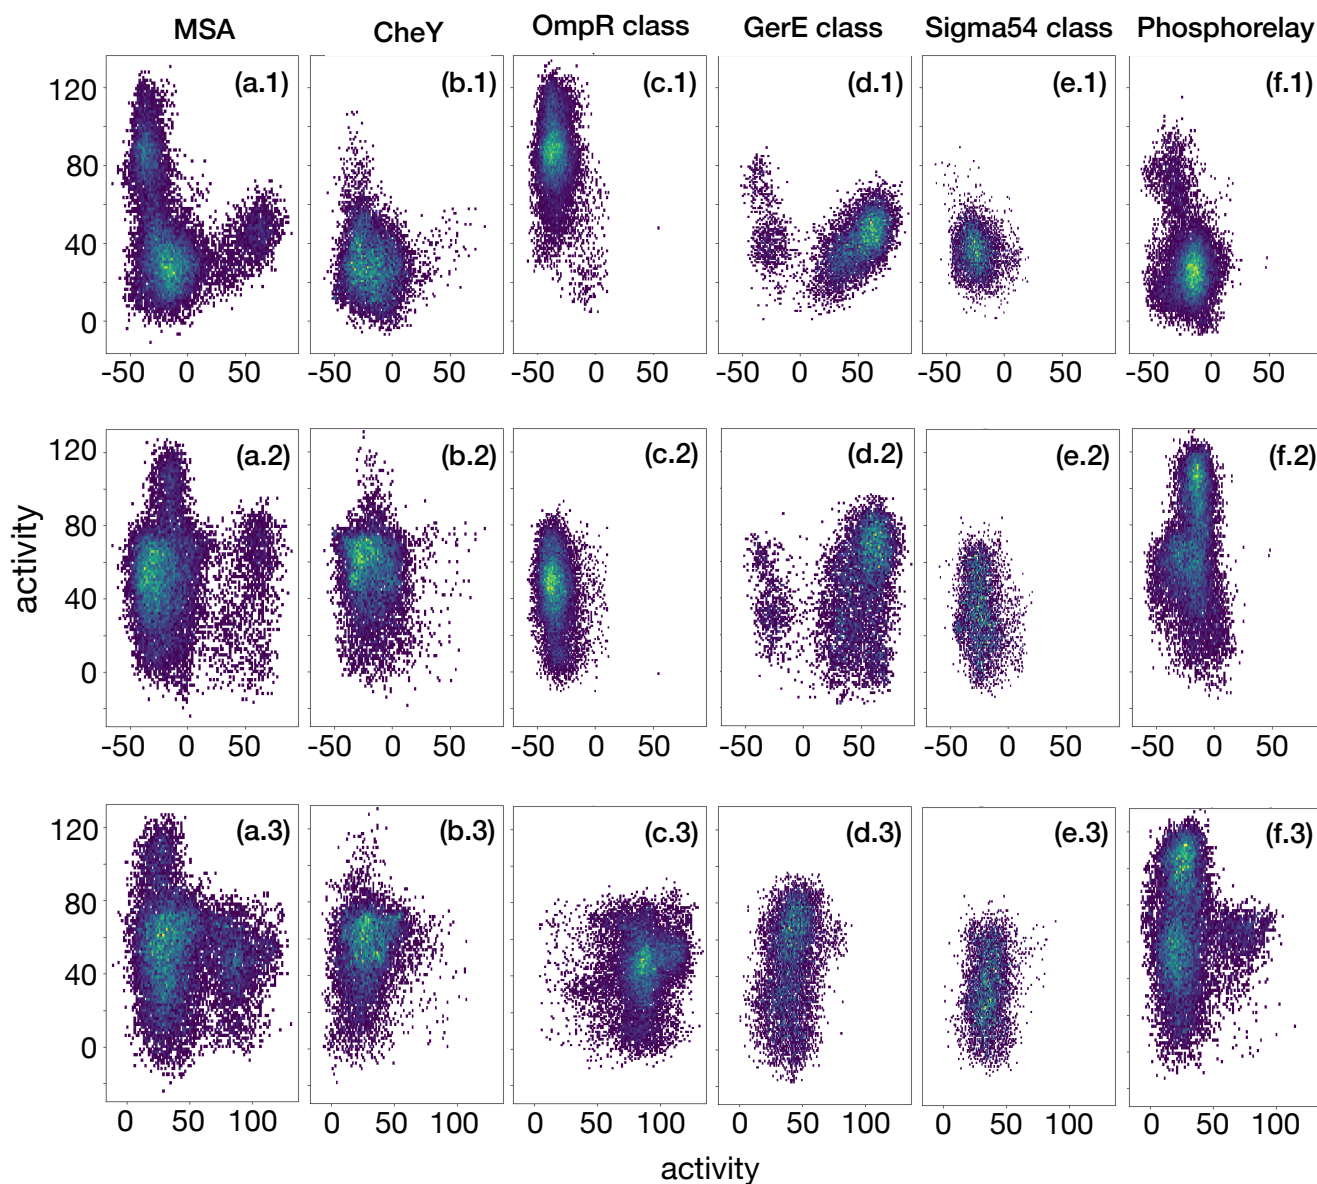 MSA CheY OmpR class GerE class Sigma54 class Phosphorelay
(a.1) (b.1) (c.1) (d.1) (e.1) (f.1)
120
80
40
0
-50 0 50 -50 0 50 -50 0 50 -50 0 50 -50 0 50 -50 0 50
(a.2) (b.2) (c.2) (d.2) (e.2) (f.2)
120
80
40
0
activity
-50 0 50 -50 0 50 -50 0 50 -50 0 50 -50 0 50 -50 0 50
(a.3) (b.3) (c.3) (d.3) (e.3) (f.3)
120
80
40
0
0 50 100 0 50 100 0 50 100 0 50 100 0 50 100 0 50 100
activity